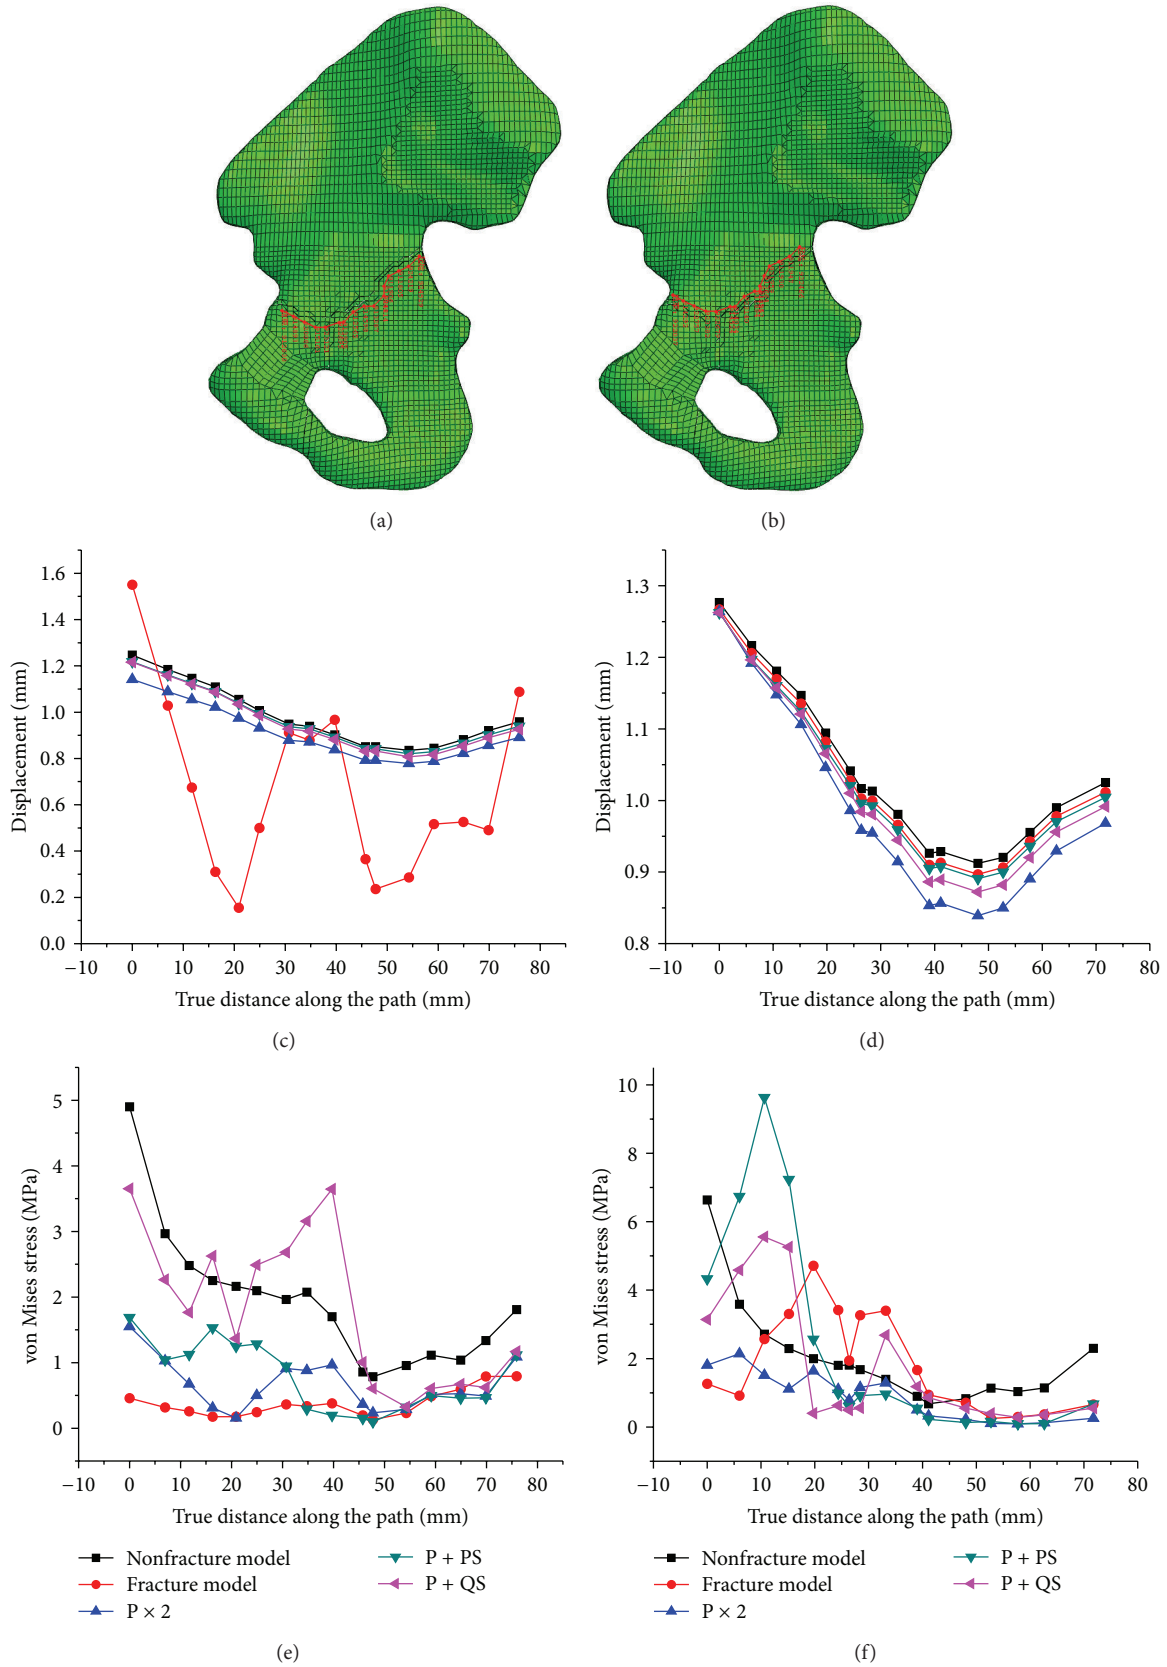 (a)
(b)
Displacement (mm)
1.6
1.4
1.2
1.0
0.8
0.6
0.4
0.2
0.0
−10 0 10 20 30 40 50 60 70 80
True distance along the path (mm)
(c)
Displacement (mm)
1.3
1.2
1.1
1.0
0.9
0.8
−10 0 10 20 30 40 50 60 70 80
True distance along the path (mm)
(d)
von Mises stress (MPa)
5
4
3
2
1
0
−10 0 10 20 30 40 50 60 70 80
True distance along the path (mm)
Nonfracture model
Fracture model
P × 2
P + PS
P + QS
(e)
von Mises stress (MPa)
10
8
6
4
2
0
−10 0 10 20 30 40 50 60 70 80
True distance along the path (mm)
Nonfracture model
Fracture model
P × 2
P + PS
P + QS
(f)